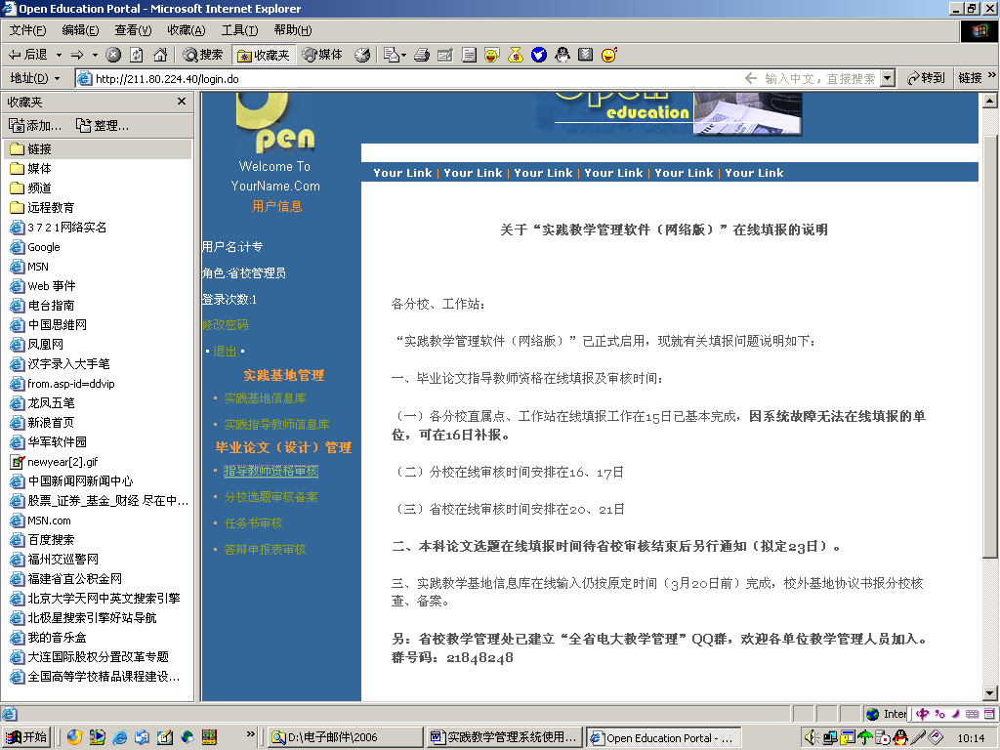 Open Education Portal - Microsoft Internet Explorer
文件(F) 编辑(E) 查看(V) 收藏(A) 工具(T) 帮助(H)
后退 搜索 收藏夹 媒体
地址(D) http://211.80.224.40/login.do 输入中文，直接搜索 转到 链接 »
收藏夹
添加... 整理...
链接
媒体
频道
远程教育
3 7 2 1网络实名
Google
MSN
Web 事件
电台指南
中国思维网
凤凰网
汉字录入大手笔
from.asp-id=ddvip
龙凤五笔
新浪首页
华军软件园
newyear[2].gif
中国新闻网新闻中心
股票_证券_基金_财经 尽在中...
MSN.com
百度搜索
福州交巡警网
福建省直公积金网
北京大学天网中英文搜索引擎
北极星搜索引擎好站导航
我的音乐盒
大连国际股权分置改革专题
全国高等学校精品课程建设...
Open
Welcome To
YourName.Com
用户信息
用户名:计专
角色:省校管理员
登录次数:1
修改密码
• 退出 •
实践基地管理
• 实践基地信息库
• 实践指导教师信息库
毕业论文（设计）管理
• 指导教师资格审核
• 分校选题审核备案
• 任务书审核
• 答辩申报表审核
Open
education
Your Link | Your Link | Your Link | Your Link | Your Link | Your Link
关于“实践教学管理软件（网络版）”在线填报的说明
各分校、工作站：
“实践教学管理软件（网络版）”已正式启用，现就有关填报问题说明如下：
一、毕业论文指导教师资格在线填报及审核时间：
（一）各分校直属点、工作站在线填报工作在15日已基本完成，因系统故障无法在线填报的单
位，可在16日补报。
（二）分校在线审核时间安排在16、17日
（三）省校在线审核时间安排在20、21日
二、本科论文选题在线填报时间待省校审核结束后另行通知（拟定23日）。
三、实践教学基地信息库在线输入仍按原定时间（3月20日前）完成，校外基地协议书报分校核
查、备案。
另：省校教学管理处已建立“全省电大教学管理”QQ群，欢迎各单位教学管理人员加入。
群号码：21848248
Inter 中
开始 » D:\电子邮件\2006 实践教学管理系统使用... Open Education Portal - ... 10:14